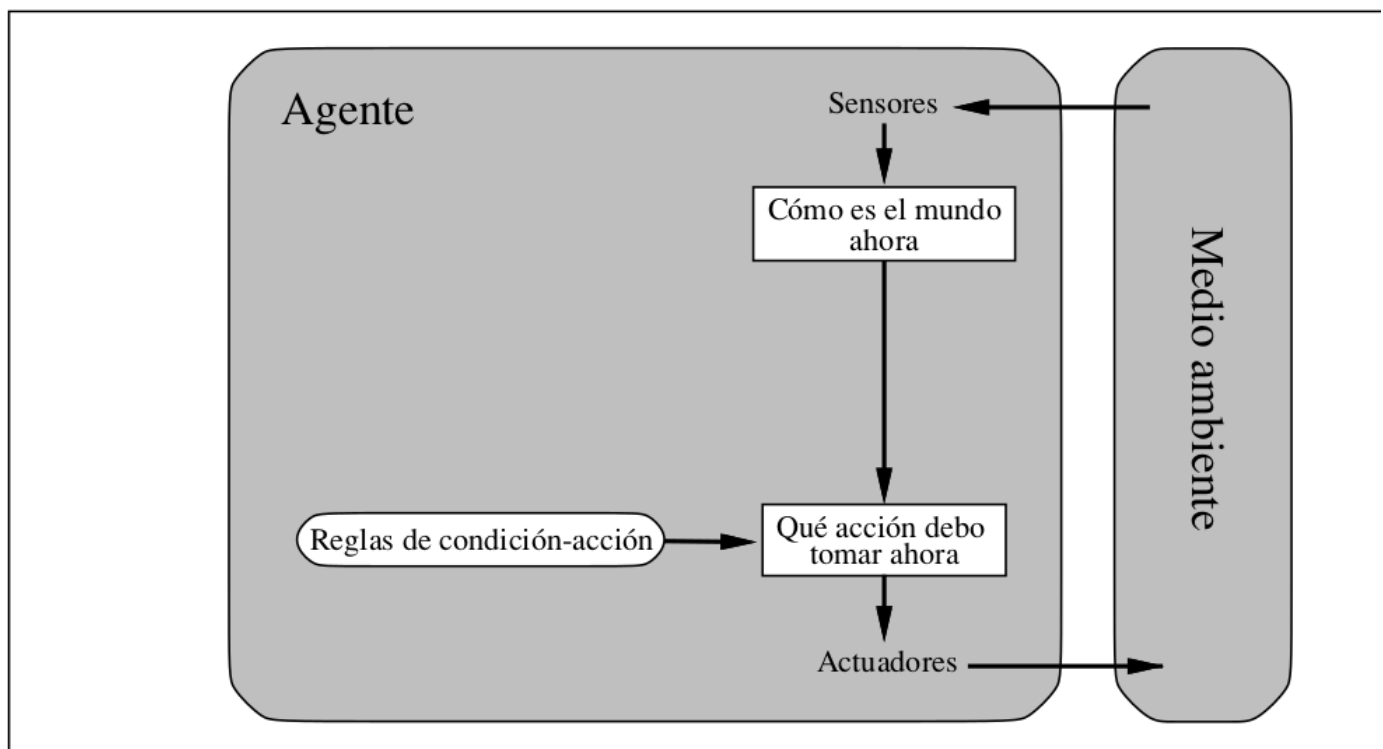 Agente
Sensores
Cómo es el mundo
ahora
Medio ambiente
Reglas de condición-acción
Qué acción debo
tomar ahora
Actuadores